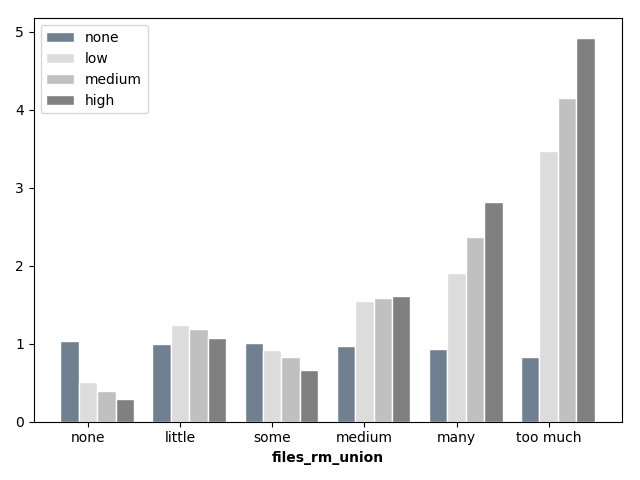 none
low
medium
high
5
4
3
2
1
0
none little some medium many too much
files_rm_union